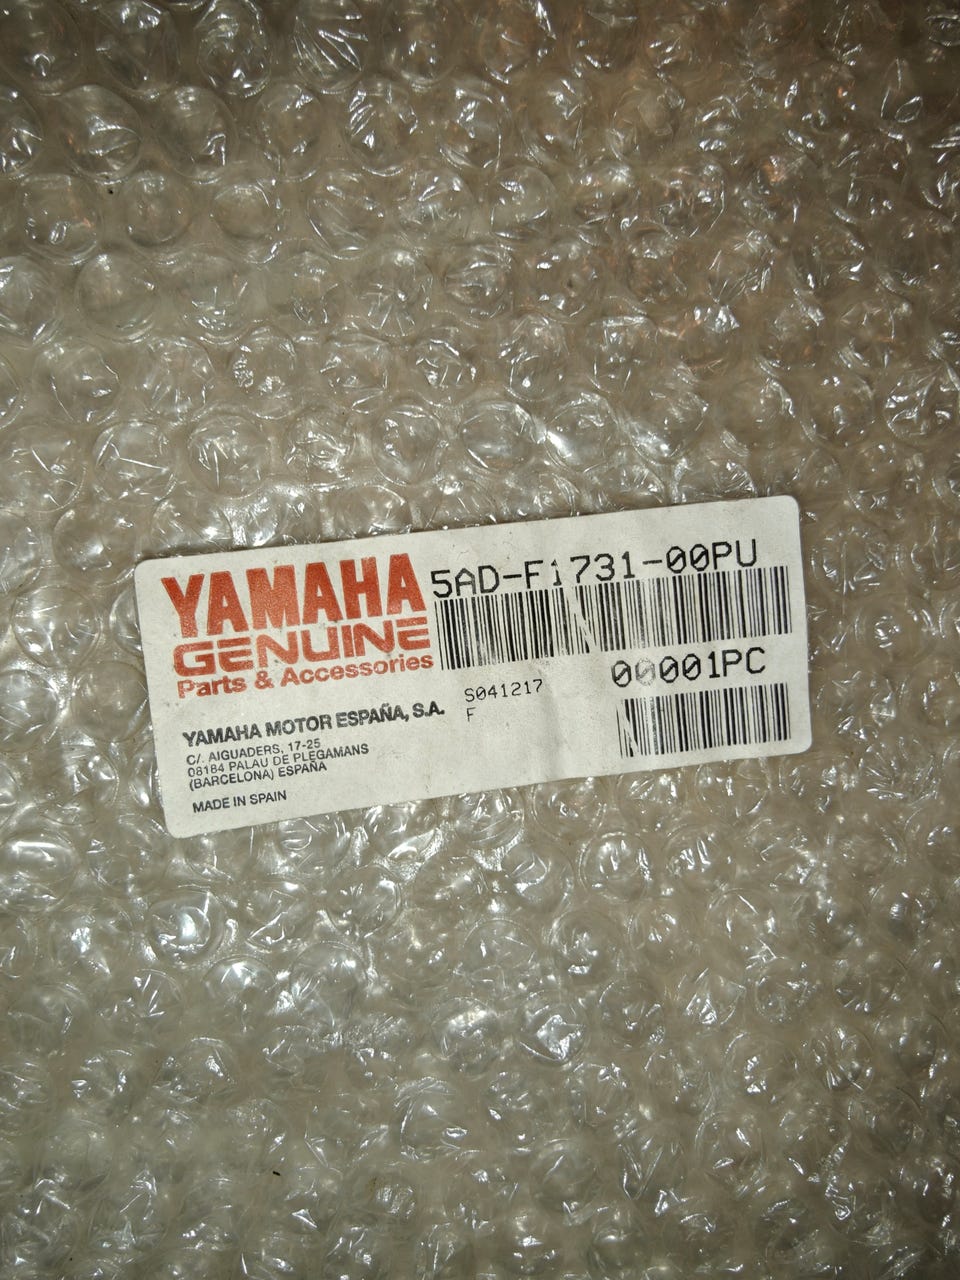 YAMAHA
GENUINE
Parts & Accessories
5AD-F1731-00PU
00001PC
S041217
F
YAMAHA MOTOR ESPAÑA, S.A.
C/. AIGUADERS, 17-25
08184 PALAU DE PLEGAMANS
(BARCELONA) ESPAÑA
MADE IN SPAIN